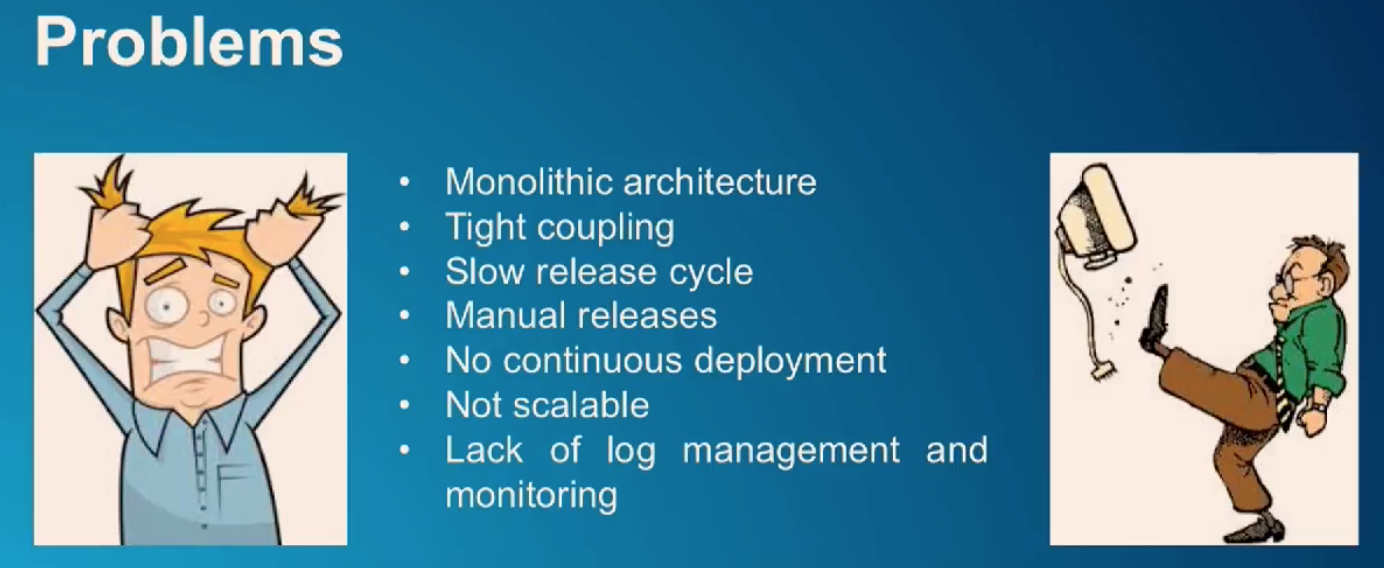 Problems
• Monolithic architecture
• Tight coupling
• Slow release cycle
• Manual releases
• No continuous deployment
• Not scalable
• Lack of log management and
monitoring